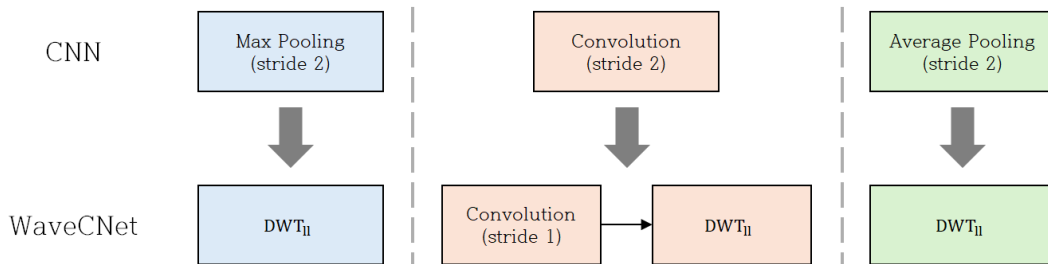 CNN
Max Pooling
(stride 2)
Convolution
(stride 2)
Average Pooling
(stride 2)
WaveCNet
DWTll
Convolution
(stride 1)
DWTll
DWTll